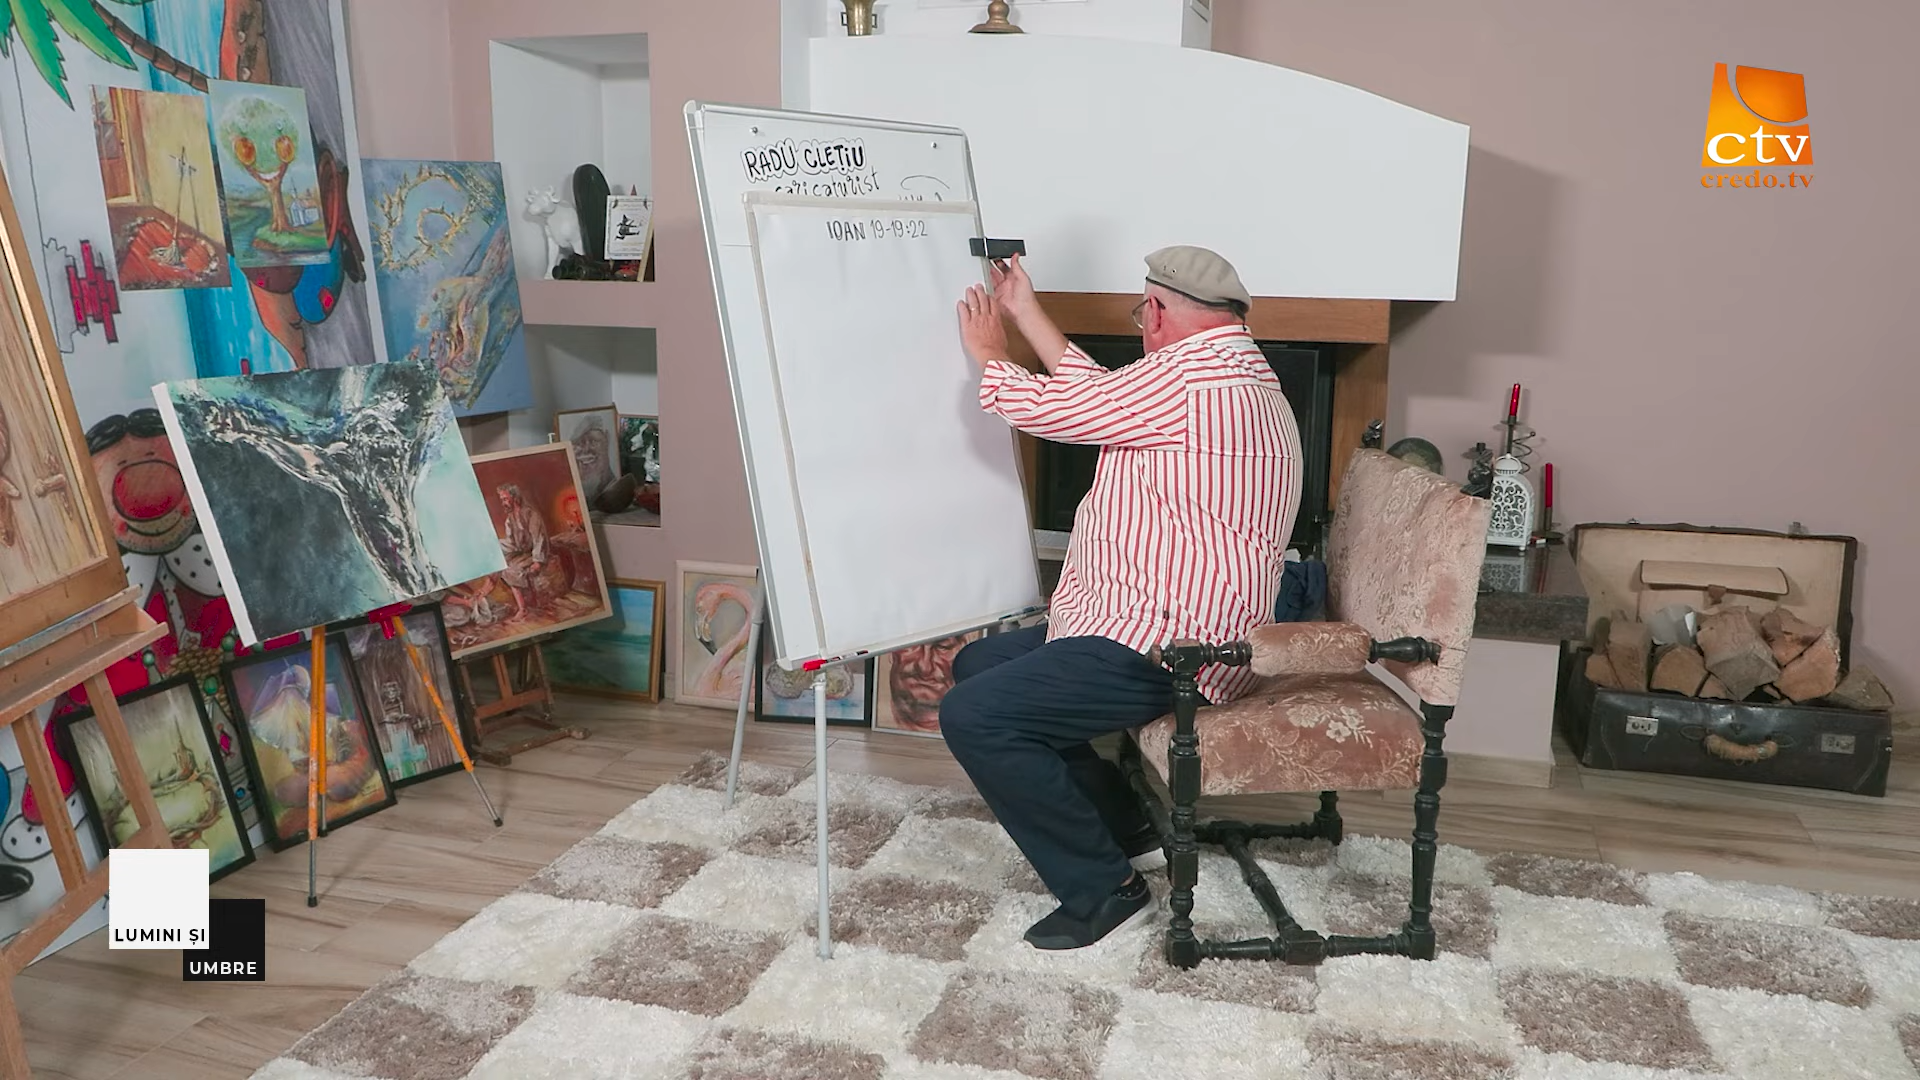 RADU CLEȚIU
caricaturist
IOAN 19-19:22
ctv
credo.tv
LUMINI ȘI
UMBRE